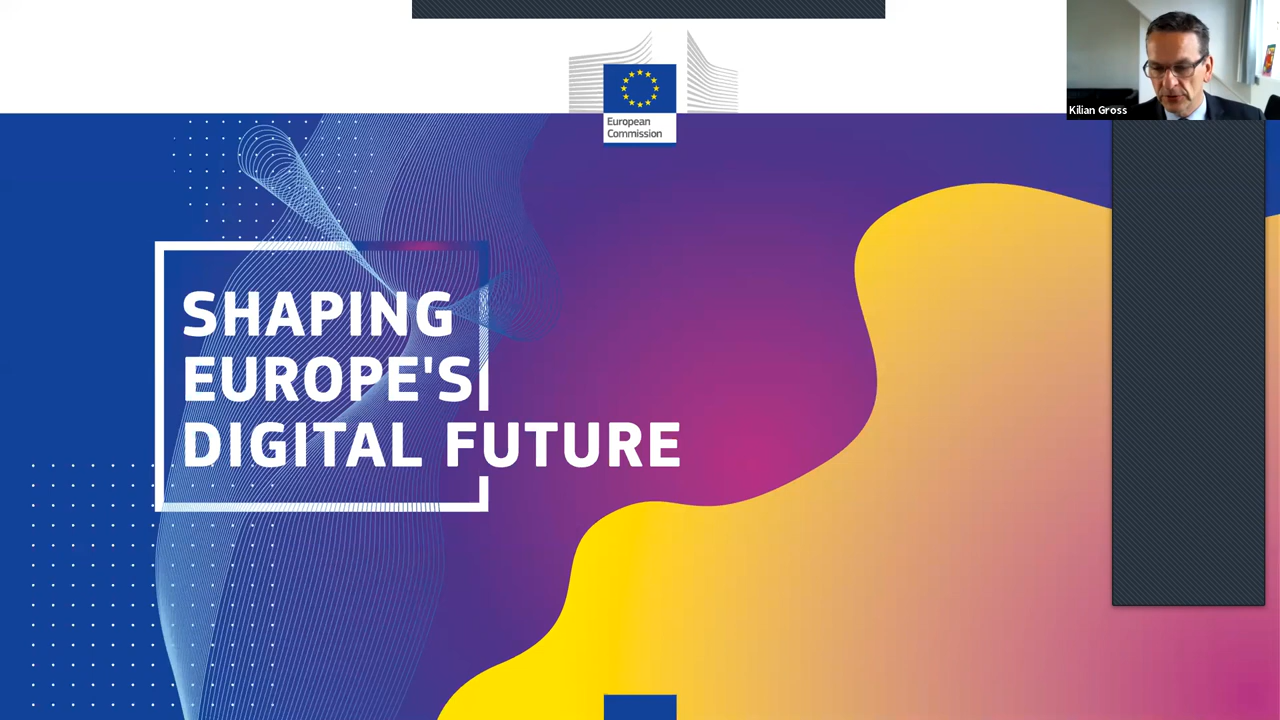 European
Commission
Kilian Gross
SHAPING
EUROPE'S
DIGITAL FUTURE